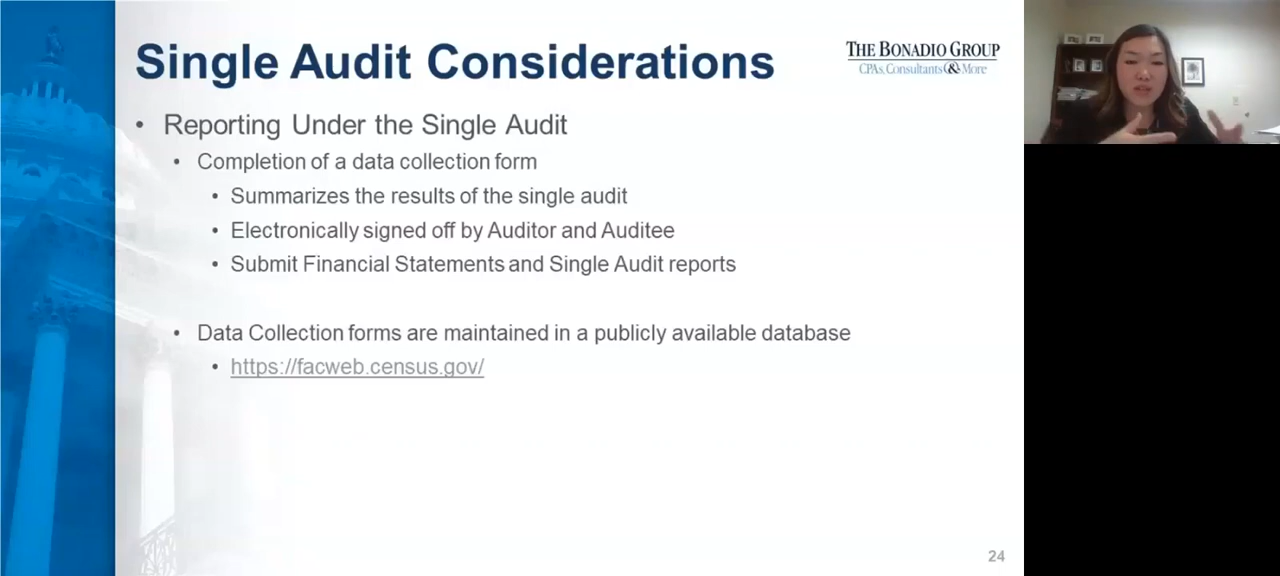 Single Audit Considerations
THE BONADIO GROUP
CPAs, Consultants & More
• Reporting Under the Single Audit
• Completion of a data collection form
• Summarizes the results of the single audit
• Electronically signed off by Auditor and Auditee
• Submit Financial Statements and Single Audit reports
• Data Collection forms are maintained in a publicly available database
• https://facweb.census.gov/
24